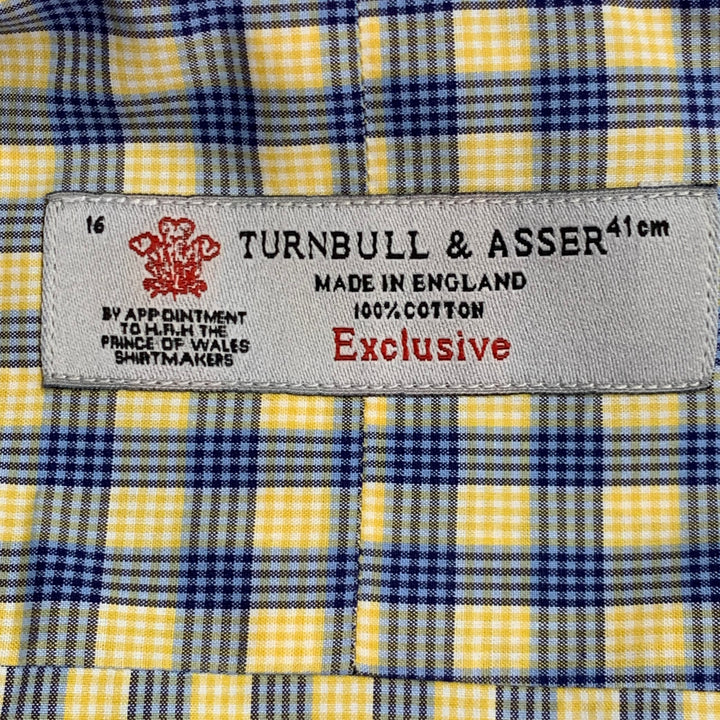 16
TURNBULL & ASSER
41cm
MADE IN ENGLAND
100% COTTON
Exclusive
BY APPOINTMENT
TO H.R.H THE
PRINCE OF WALES
SHIRTMAKERS